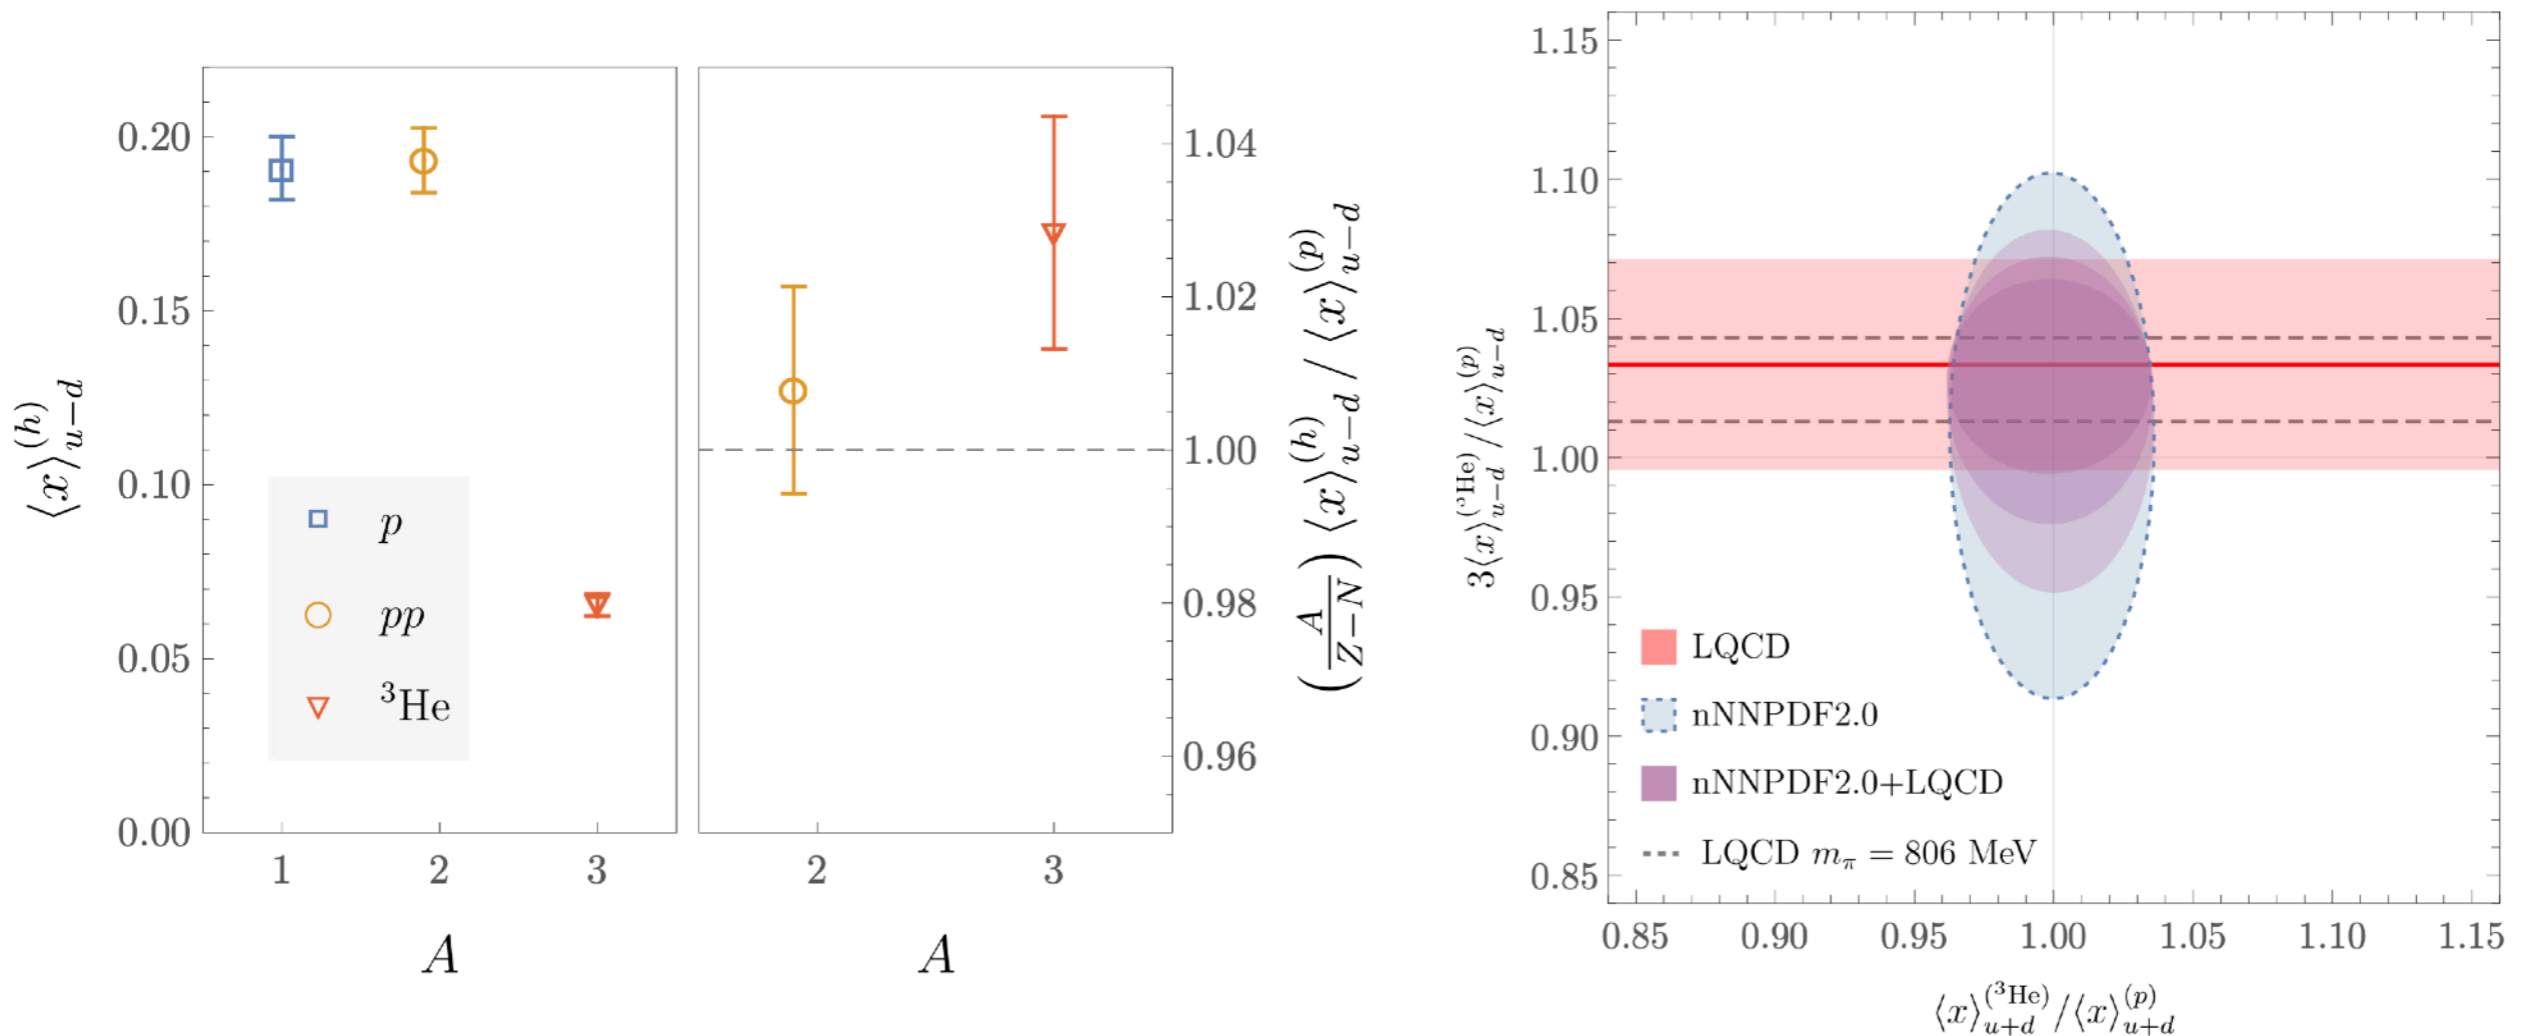 ⟨x⟩_{u−d}^{(h)}
0.20
0.15
0.10
0.05
0.00
p
pp
³He
1 2 3
A
1.04
1.02
1.00
0.98
0.96
(A/(Z−N)) ⟨x⟩_{u−d}^{(h)} / ⟨x⟩_{u−d}^{(p)}
2 3
A
3⟨x⟩_{u−d}^{(³He)}/⟨x⟩_{u−d}^{(p)}
1.15
1.10
1.05
1.00
0.95
0.90
0.85
LQCD
nNNPDF2.0
nNNPDF2.0+LQCD
LQCD m_π = 806 MeV
0.85 0.90 0.95 1.00 1.05 1.10 1.15
⟨x⟩_{u+d}^{(³He)}/⟨x⟩_{u+d}^{(p)}